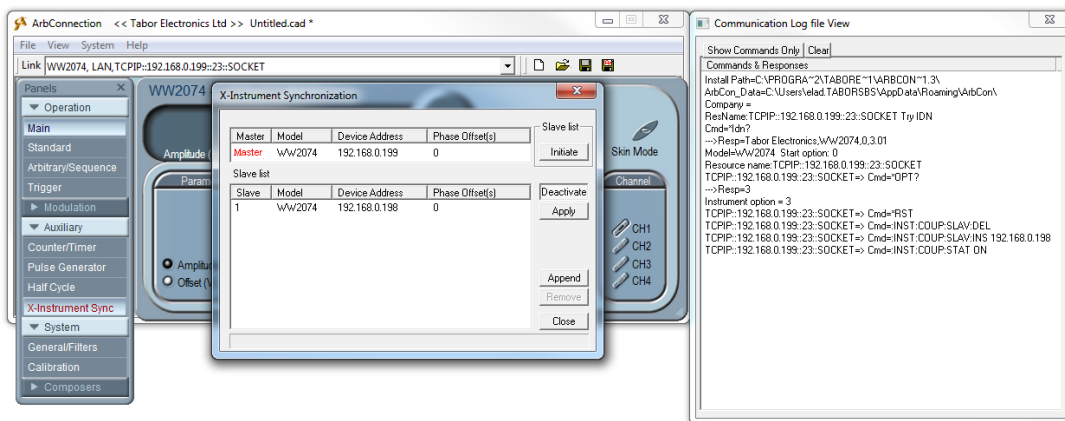 ArbConnection << Tabor Electronics Ltd >> Untitled.cad *
File View System Help
Link WW2074, LAN,TCPIP::192.168.0.199::23::SOCKET
Panels
Operation
Main
Standard
Arbitrary/Sequence
Trigger
Modulation
Auxiliary
Counter/Timer
Pulse Generator
Half Cycle
X-Instrument Sync
System
General/Filters
Calibration
Composers
WW2074
Amplitude (
Param
Amplitud
Offset (V
Skin Mode
Channel
CH1
CH2
CH3
CH4
X-Instrument Synchronization
Master Model Device Address Phase Offset(s)
Master WW2074 192.168.0.199 0
Slave list
Initiate
Slave list
Slave Model Device Address Phase Offset(s)
1 WW2074 192.168.0.198 0
Deactivate
Apply
Append
Remove
Close
Communication Log file View
Show Commands Only Clear
Commands & Responses
Install Path=C:\PROGRA~2\TABORE~1\ARBCON~1.3\
ArbCon_Data=C:\Users\elad.TABORSBS\AppData\Roaming\ArbCon\
Company =
ResName:TCPIP::192.168.0.199::23::SOCKET Try IDN
Cmd=*Idn?
--->Resp=Tabor Electronics,WW2074,0,3.01
Model=WW2074 Start option: 0
Resource name:TCPIP::192.168.0.199::23::SOCKET
TCPIP::192.168.0.199::23::SOCKET=> Cmd=*OPT?
--->Resp=3
Instrument option = 3
TCPIP::192.168.0.199::23::SOCKET=> Cmd=*RST
TCPIP::192.168.0.199::23::SOCKET=> Cmd=:INST:COUP:SLAV:DEL
TCPIP::192.168.0.199::23::SOCKET=> Cmd=:INST:COUP:SLAV:INS 192.168.0.198
TCPIP::192.168.0.199::23::SOCKET=> Cmd=:INST:COUP:STAT ON